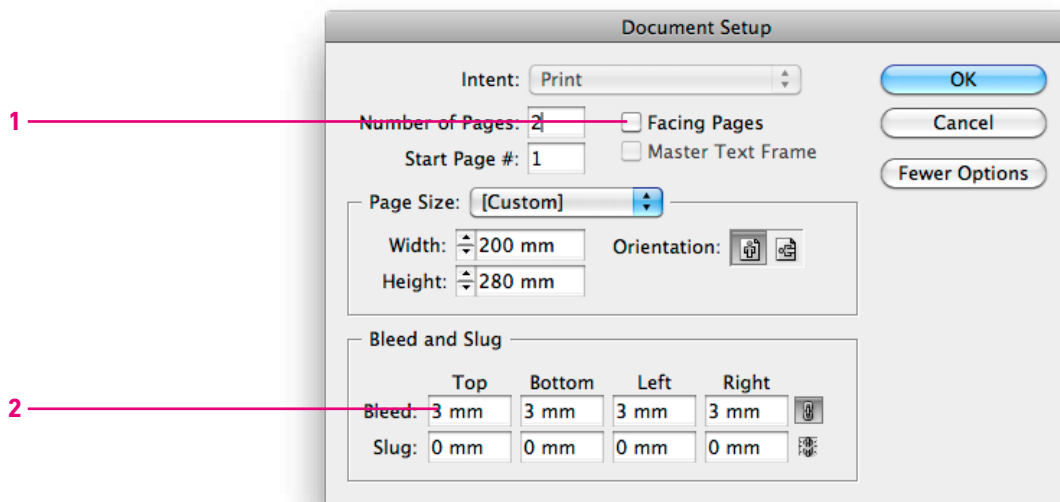 Document Setup
Intent: Print
OK
1
Number of Pages: 2
Facing Pages
Cancel
Start Page #: 1
Master Text Frame
Fewer Options
Page Size: [Custom]
Width: 200 mm
Orientation:
Height: 280 mm
Bleed and Slug
Top Bottom Left Right
2
Bleed: 3 mm 3 mm 3 mm 3 mm
Slug: 0 mm 0 mm 0 mm 0 mm